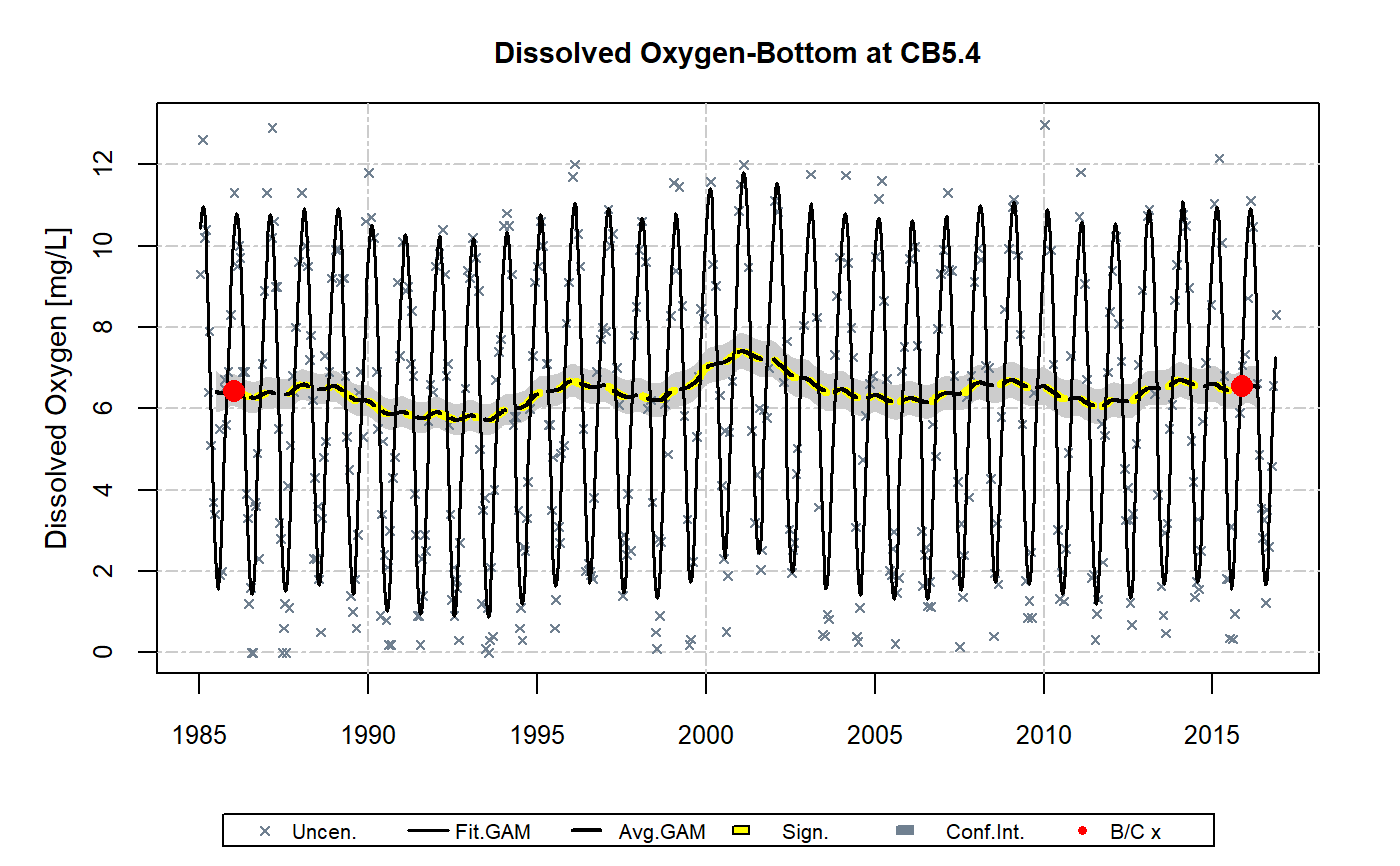 Dissolved Oxygen-Bottom at CB5.4
Dissolved Oxygen [mg/L]
12
10
8
6
4
2
0
1985 1990 1995 2000 2005 2010 2015
Uncen. Fit.GAM Avg.GAM Sign. Conf.Int. B/C x